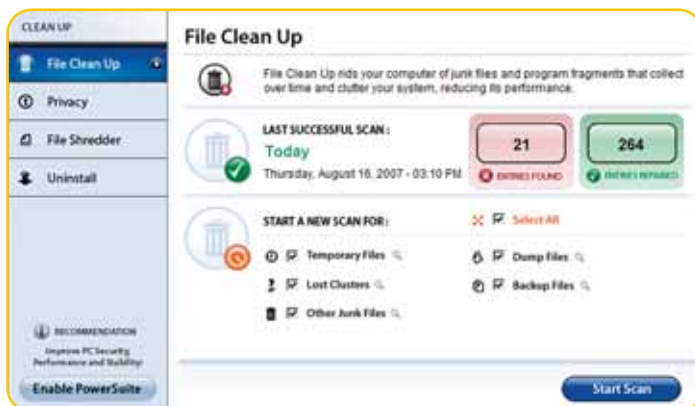 CLEAN UP
File Clean Up
Privacy
File Shredder
Uninstall
RECOMMENDATION
Improve PC Security,
Performance and Stability!
Enable PowerSuite
File Clean Up
File Clean Up rids your computer of junk files and program fragments that collect
over time and clutter your system, reducing its performance.
LAST SUCCESSFUL SCAN :
Today
Thursday, August 16, 2007 - 03:10 PM
21
ENTRIES FOUND
264
ENTRIES REPAIRED
START A NEW SCAN FOR:
Select All
Temporary Files
Dump Files
Lost Clusters
Backup Files
Other Junk Files
Start Scan